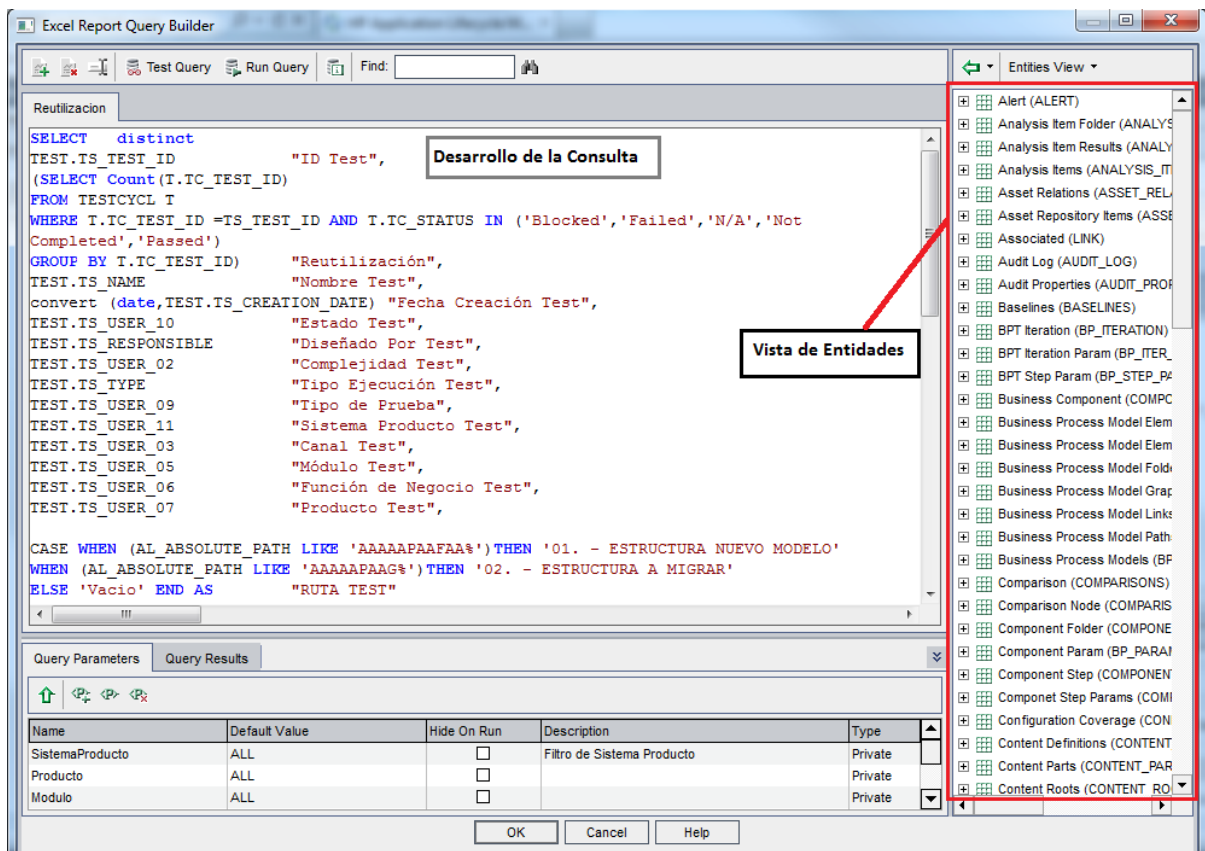 Excel Report Query Builder
Test Query Run Query Find:
Entities View
Reutilizacion
SELECT distinct
TEST.TS_TEST_ID "ID Test",
(SELECT Count(T.TC_TEST_ID)
FROM TESTCYCL T
WHERE T.TC_TEST_ID =TS_TEST_ID AND T.TC_STATUS IN ('Blocked','Failed','N/A','Not
Completed','Passed')
GROUP BY T.TC_TEST_ID) "Reutilización",
TEST.TS_NAME "Nombre Test",
convert (date,TEST.TS_CREATION_DATE) "Fecha Creación Test",
TEST.TS_USER_10 "Estado Test",
TEST.TS_RESPONSIBLE "Diseñado Por Test",
TEST.TS_USER_02 "Complejidad Test",
TEST.TS_TYPE "Tipo Ejecución Test",
TEST.TS_USER_09 "Tipo de Prueba",
TEST.TS_USER_11 "Sistema Producto Test",
TEST.TS_USER_03 "Canal Test",
TEST.TS_USER_05 "Módulo Test",
TEST.TS_USER_06 "Función de Negocio Test",
TEST.TS_USER_07 "Producto Test",
CASE WHEN (AL_ABSOLUTE_PATH LIKE 'AAAAAPAAFAA%')THEN '01. - ESTRUCTURA NUEVO MODELO'
WHEN (AL_ABSOLUTE_PATH LIKE 'AAAAAPAAG%')THEN '02. - ESTRUCTURA A MIGRAR'
ELSE 'Vacio' END AS "RUTA TEST"
Desarrollo de la Consulta
Vista de Entidades
Alert (ALERT)
Analysis Item Folder (ANALYS
Analysis Item Results (ANALY
Analysis Items (ANALYSIS_IT
Asset Relations (ASSET_REL
Asset Repository Items (ASSE
Associated (LINK)
Audit Log (AUDIT_LOG)
Audit Properties (AUDIT_PROP
Baselines (BASELINES)
BPT Iteration (BP_ITERATION)
BPT Iteration Param (BP_ITER_
BPT Step Param (BP_STEP_PA
Business Component (COMPO
Business Process Model Elem
Business Process Model Elem
Business Process Model Folde
Business Process Model Grap
Business Process Model Links
Business Process Model Path
Business Process Models (BP
Comparison (COMPARISONS)
Comparison Node (COMPARIS
Component Folder (COMPONE
Component Param (BP_PARAM
Component Step (COMPONEN
Componet Step Params (COMP
Configuration Coverage (CON
Content Definitions (CONTENT
Content Parts (CONTENT_PAR
Content Roots (CONTENT_RO
Query Parameters Query Results
Name Default Value Hide On Run Description Type
SistemaProducto ALL Filtro de Sistema Producto Private
Producto ALL Private
Modulo ALL Private
OK Cancel Help